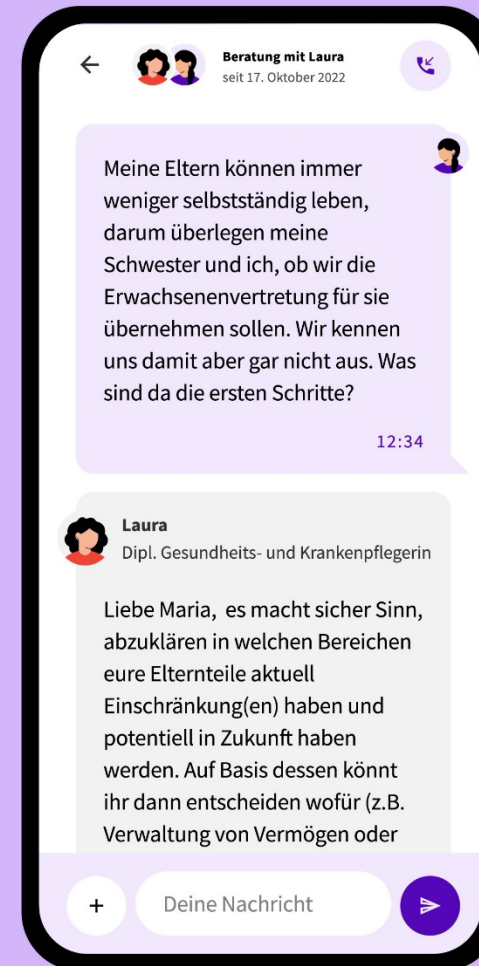 Beratung mit Laura
seit 17. Oktober 2022
Meine Eltern können immer
weniger selbstständig leben,
darum überlegen meine
Schwester und ich, ob wir die
Erwachsenenvertretung für sie
übernehmen sollen. Wir kennen
uns damit aber gar nicht aus. Was
sind da die ersten Schritte?
12:34
Laura
Dipl. Gesundheits- und Krankenpflegerin
Liebe Maria,  es macht sicher Sinn,
abzuklären in welchen Bereichen
eure Elternteile aktuell
Einschränkung(en) haben und
potentiell in Zukunft haben
werden. Auf Basis dessen könnt
ihr dann entscheiden wofür (z.B.
Verwaltung von Vermögen oder
Deine Nachricht